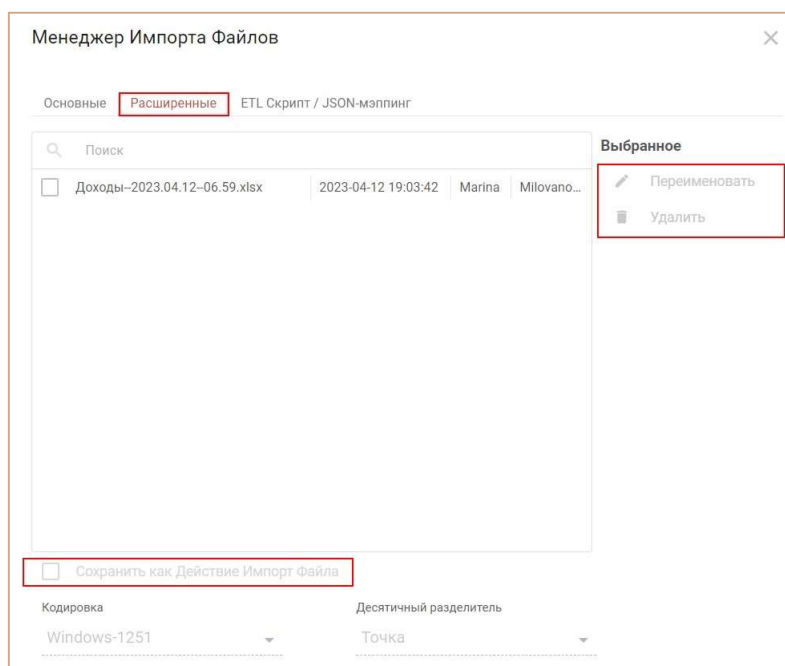 Менеджер Импорта Файлов
Основные Расширенные ETL Скрипт / JSON-мэппинг
Поиск
Выбранное
Доходы--2023.04.12--06.59.xlsx 2023-04-12 19:03:42 Marina Milovano...
Переименовать
Удалить
Сохранить как Действие Импорт Файла
Кодировка Десятичный разделитель
Windows-1251 Точка